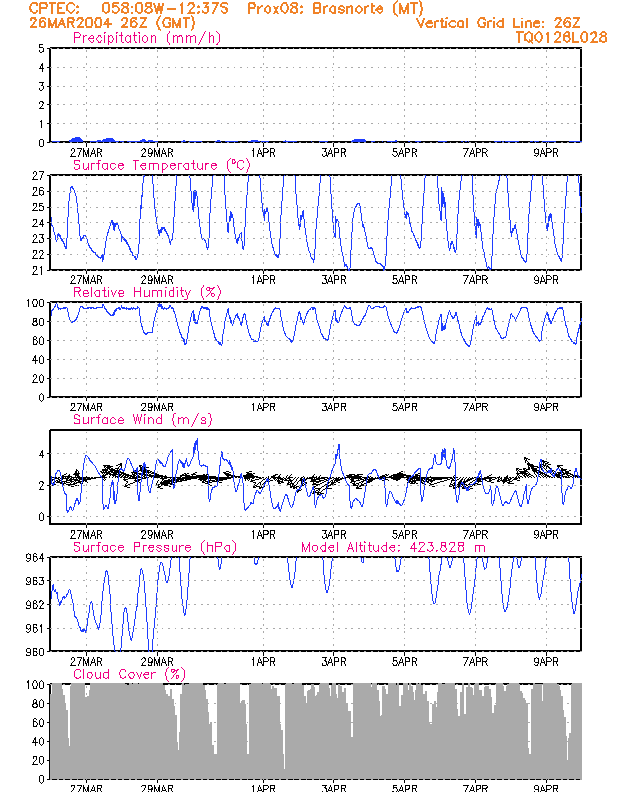 CPTEC: 058:08W-12:37S Prox08: Brasnorte (MT)
26MAR2004 26Z (GMT) Vertical Grid Line: 26Z
Precipitation (mm/h) TQ0126L028
5
4
3
2
1
0
27MAR 29MAR 1APR 3APR 5APR 7APR 9APR
Surface Temperature (°C)
27
26
25
24
23
22
21
27MAR 29MAR 1APR 3APR 5APR 7APR 9APR
Relative Humidity (%)
100
80
60
40
20
0
27MAR 29MAR 1APR 3APR 5APR 7APR 9APR
Surface Wind (m/s)
4
2
0
27MAR 29MAR 1APR 3APR 5APR 7APR 9APR
Surface Pressure (hPa) Model Altitude: 423.828 m
964
963
962
961
960
27MAR 29MAR 1APR 3APR 5APR 7APR 9APR
Cloud Cover (%)
100
80
60
40
20
0
27MAR 29MAR 1APR 3APR 5APR 7APR 9APR